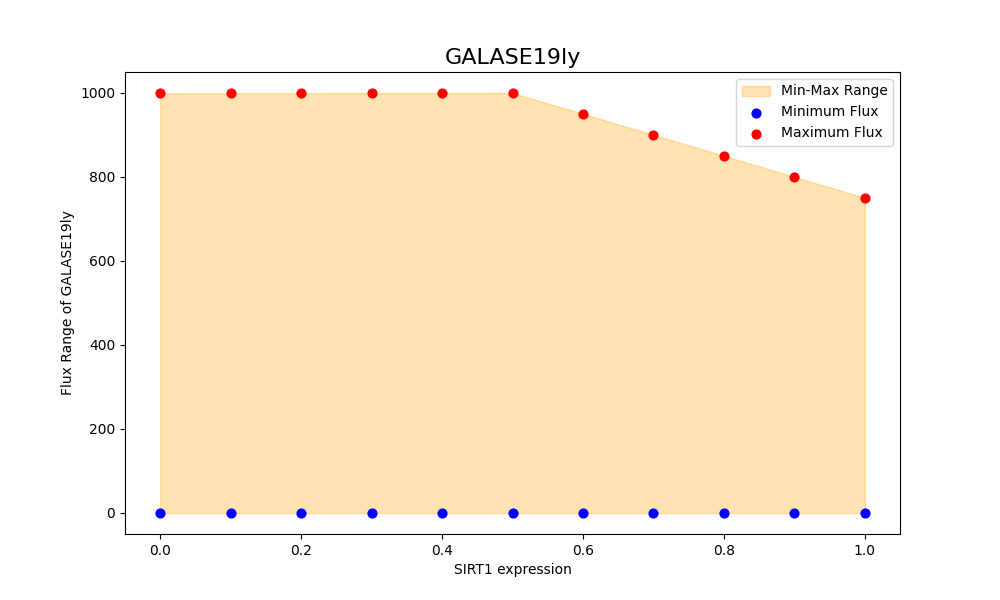 GALASE19ly
1000
800
600
400
200
0
Flux Range of GALASE19ly
Min-Max Range
Minimum Flux
Maximum Flux
0.0 0.2 0.4 0.6 0.8 1.0
SIRT1 expression